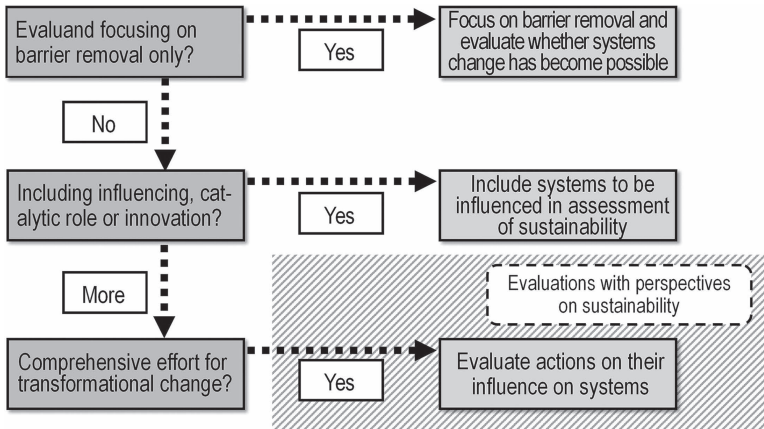 Evaluand focusing on
barrier removal only?
Yes
Focus on barrier removal and
evaluate whether systems
change has become possible
No
Including influencing, cat-
alytic role or innovation?
Yes
Include systems to be
influenced in assessment
of sustainability
More
Evaluations with perspectives
on sustainability
Comprehensive effort for
transformational change?
Yes
Evaluate actions on their
influence on systems